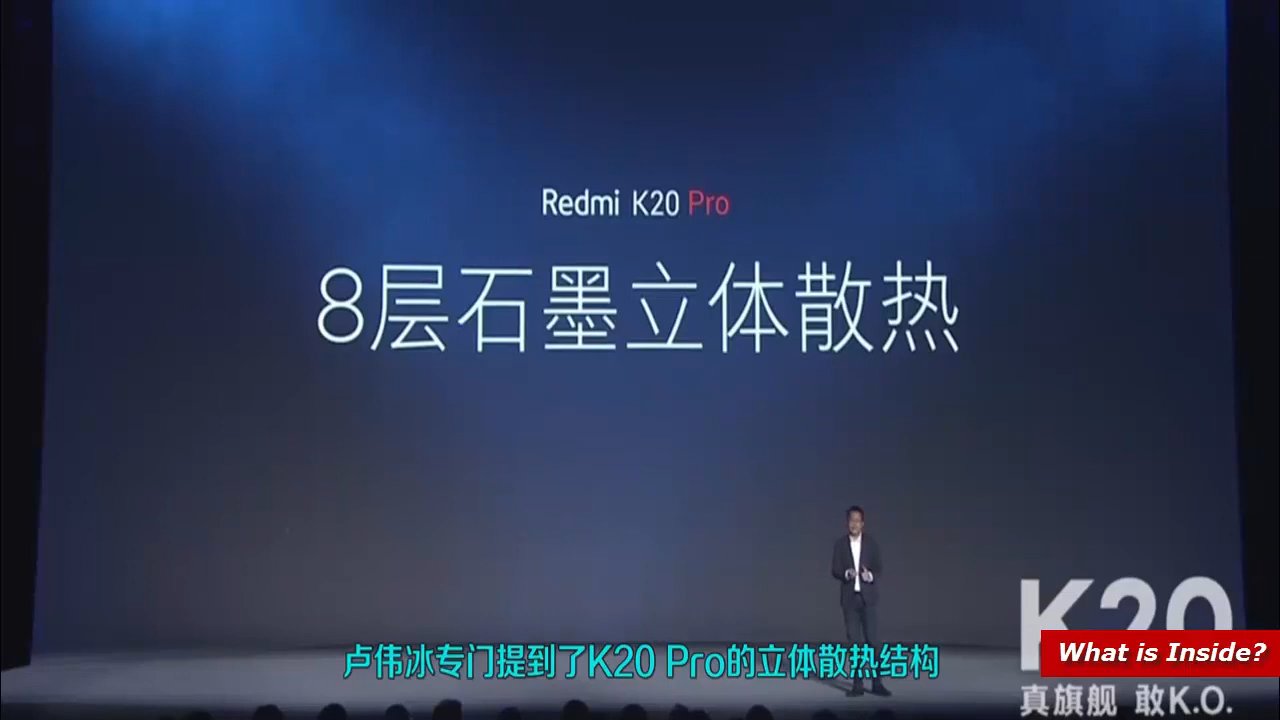 Redmi K20 Pro
8层石墨立体散热
K20
What is Inside?
卢伟冰专门提到了K20 Pro的立体散热结构
真旗舰 敢K.O.